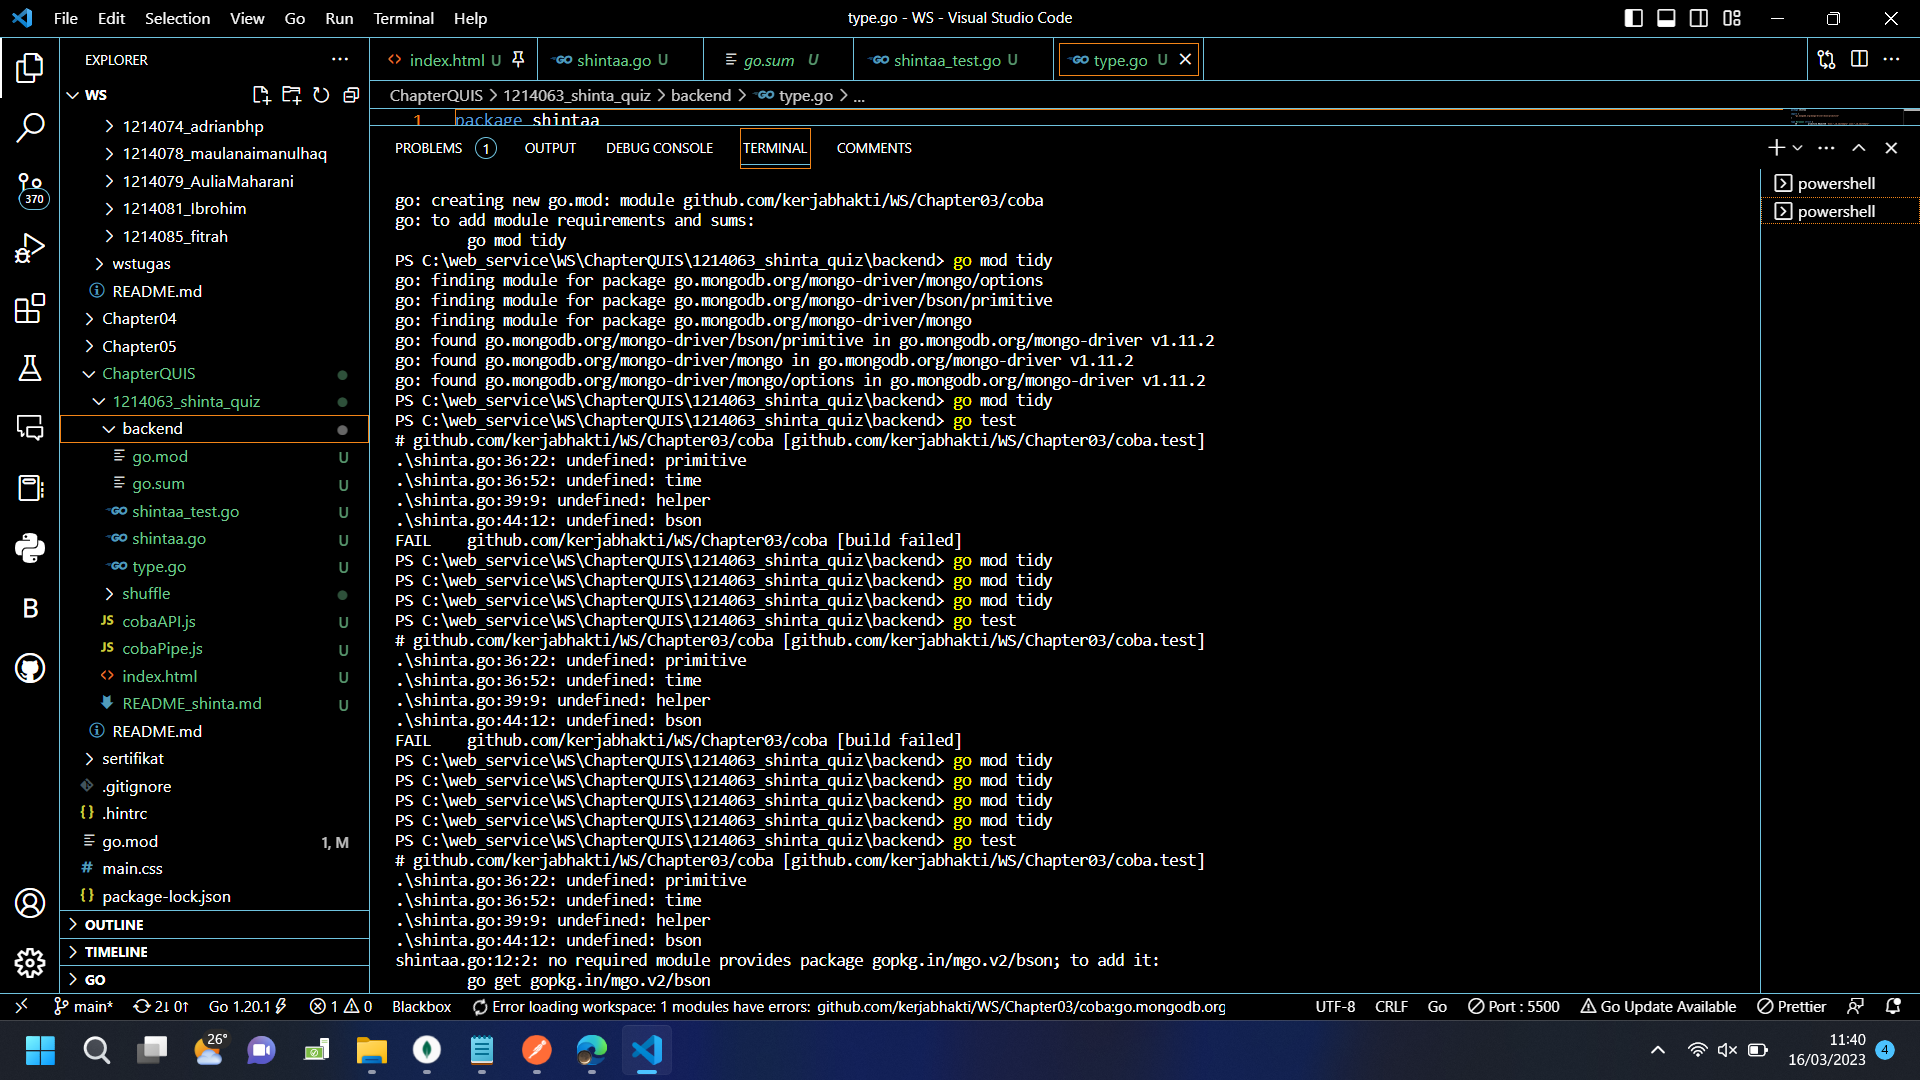 File Edit Selection View Go Run Terminal Help
type.go - WS - Visual Studio Code
EXPLORER
WS
1214074_adrianbhp
1214078_maulanaimanulhaq
1214079_AuliaMaharani
1214081_Ibrohim
1214085_fitrah
wstugas
README.md
Chapter04
Chapter05
ChapterQUIS
1214063_shinta_quiz
backend
go.mod U
go.sum U
shintaa_test.go U
shintaa.go U
type.go U
shuffle
JS cobaAPI.js U
JS cobaPipe.js U
index.html U
README_shinta.md U
README.md
sertifikat
.gitignore
.hintrc
go.mod 1, M
main.css
package-lock.json
OUTLINE
TIMELINE
GO
370
B
index.html U
shintaa.go U
go.sum U
shintaa_test.go U
type.go U
ChapterQUIS > 1214063_shinta_quiz > backend > type.go > ...
1 package shintaa
PROBLEMS 1 OUTPUT DEBUG CONSOLE TERMINAL COMMENTS
go: creating new go.mod: module github.com/kerjabhakti/WS/Chapter03/coba
go: to add module requirements and sums:
go mod tidy
PS C:\web_service\WS\ChapterQUIS\1214063_shinta_quiz\backend> go mod tidy
go: finding module for package go.mongodb.org/mongo-driver/mongo/options
go: finding module for package go.mongodb.org/mongo-driver/bson/primitive
go: finding module for package go.mongodb.org/mongo-driver/mongo
go: found go.mongodb.org/mongo-driver/bson/primitive in go.mongodb.org/mongo-driver v1.11.2
go: found go.mongodb.org/mongo-driver/mongo in go.mongodb.org/mongo-driver v1.11.2
go: found go.mongodb.org/mongo-driver/mongo/options in go.mongodb.org/mongo-driver v1.11.2
PS C:\web_service\WS\ChapterQUIS\1214063_shinta_quiz\backend> go mod tidy
PS C:\web_service\WS\ChapterQUIS\1214063_shinta_quiz\backend> go test
# github.com/kerjabhakti/WS/Chapter03/coba [github.com/kerjabhakti/WS/Chapter03/coba.test]
.\shinta.go:36:22: undefined: primitive
.\shinta.go:36:52: undefined: time
.\shinta.go:39:9: undefined: helper
.\shinta.go:44:12: undefined: bson
FAIL github.com/kerjabhakti/WS/Chapter03/coba [build failed]
PS C:\web_service\WS\ChapterQUIS\1214063_shinta_quiz\backend> go mod tidy
PS C:\web_service\WS\ChapterQUIS\1214063_shinta_quiz\backend> go mod tidy
PS C:\web_service\WS\ChapterQUIS\1214063_shinta_quiz\backend> go mod tidy
PS C:\web_service\WS\ChapterQUIS\1214063_shinta_quiz\backend> go test
# github.com/kerjabhakti/WS/Chapter03/coba [github.com/kerjabhakti/WS/Chapter03/coba.test]
.\shinta.go:36:22: undefined: primitive
.\shinta.go:36:52: undefined: time
.\shinta.go:39:9: undefined: helper
.\shinta.go:44:12: undefined: bson
FAIL github.com/kerjabhakti/WS/Chapter03/coba [build failed]
PS C:\web_service\WS\ChapterQUIS\1214063_shinta_quiz\backend> go mod tidy
PS C:\web_service\WS\ChapterQUIS\1214063_shinta_quiz\backend> go mod tidy
PS C:\web_service\WS\ChapterQUIS\1214063_shinta_quiz\backend> go mod tidy
PS C:\web_service\WS\ChapterQUIS\1214063_shinta_quiz\backend> go mod tidy
PS C:\web_service\WS\ChapterQUIS\1214063_shinta_quiz\backend> go test
# github.com/kerjabhakti/WS/Chapter03/coba [github.com/kerjabhakti/WS/Chapter03/coba.test]
.\shinta.go:36:22: undefined: primitive
.\shinta.go:36:52: undefined: time
.\shinta.go:39:9: undefined: helper
.\shinta.go:44:12: undefined: bson
shintaa.go:12:2: no required module provides package gopkg.in/mgo.v2/bson; to add it:
go get gopkg.in/mgo.v2/bson
powershell
powershell
main* 2↓ 0↑ Go 1.20.1 1 0 Blackbox Error loading workspace: 1 modules have errors: github.com/kerjabhakti/WS/Chapter03/coba:go.mongodb.org
UTF-8 CRLF Go Port : 5500 Go Update Available Prettier
26°
11:40
16/03/2023
4